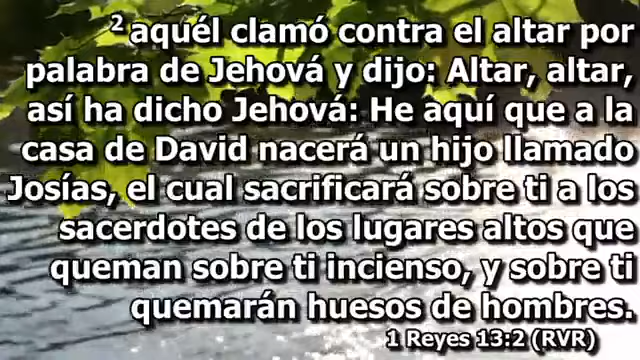 2 aquél clamó contra el altar por
palabra de Jehová y dijo: Altar, altar,
así ha dicho Jehová: He aquí que a la
casa de David nacerá un hijo llamado
Josías, el cual sacrificará sobre ti a los
sacerdotes de los lugares altos que
queman sobre ti incienso, y sobre ti
quemarán huesos de hombres.
1 Reyes 13:2 (RVR)